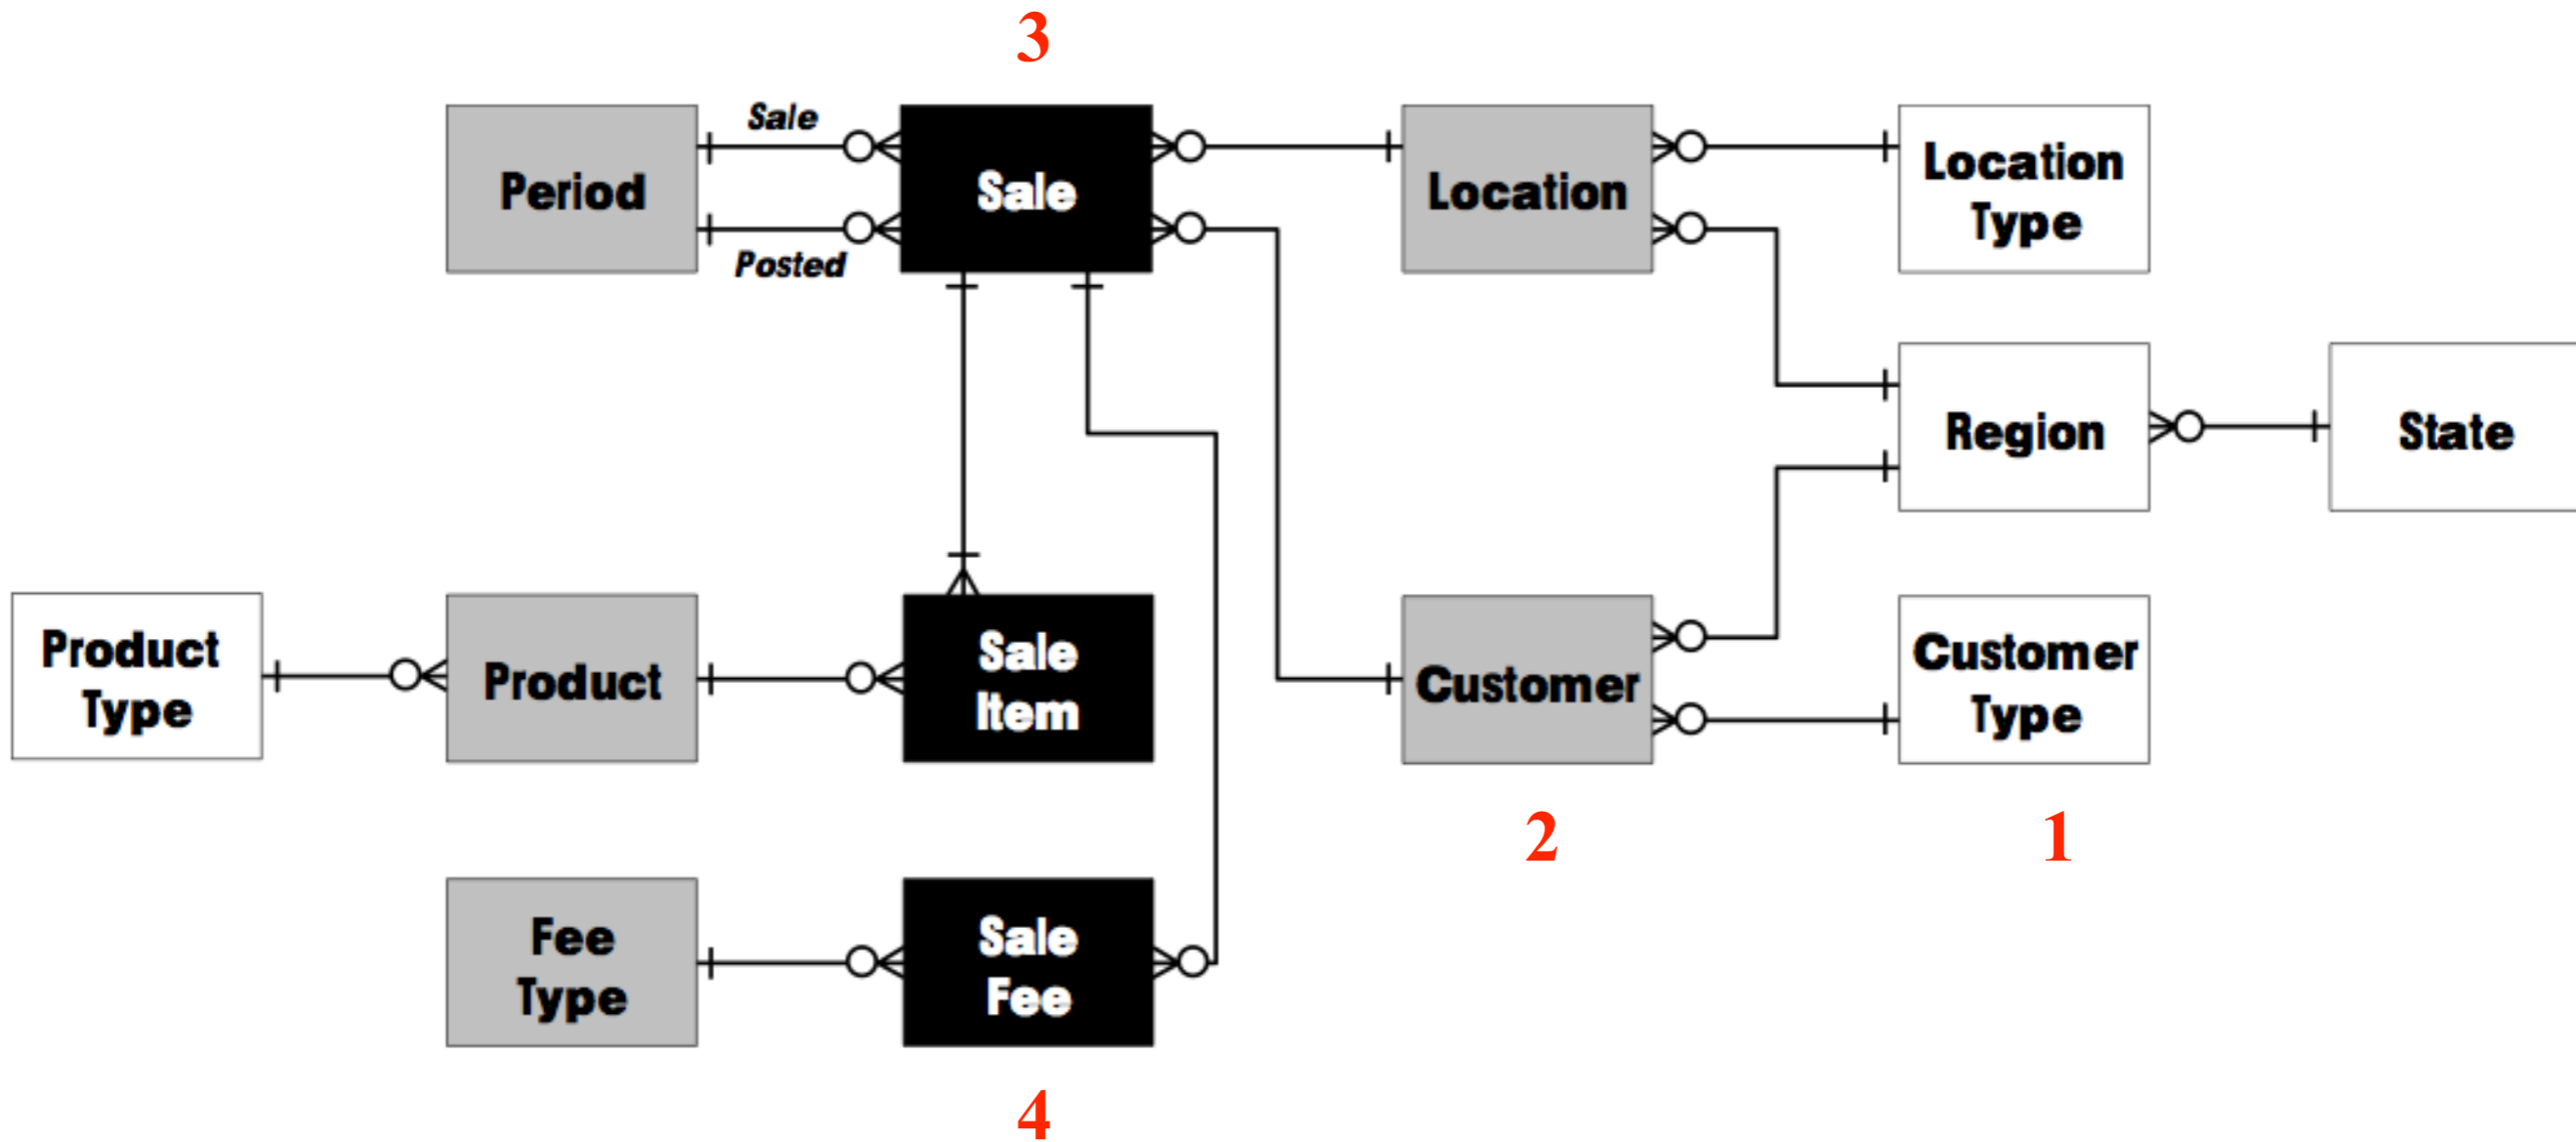 3
Sale
Period
Sale
Location
Location
Type
Posted
Region
State
Product
Type
Product
Sale
Item
Customer
Customer
Type
2
1
Fee
Type
Sale
Fee
4